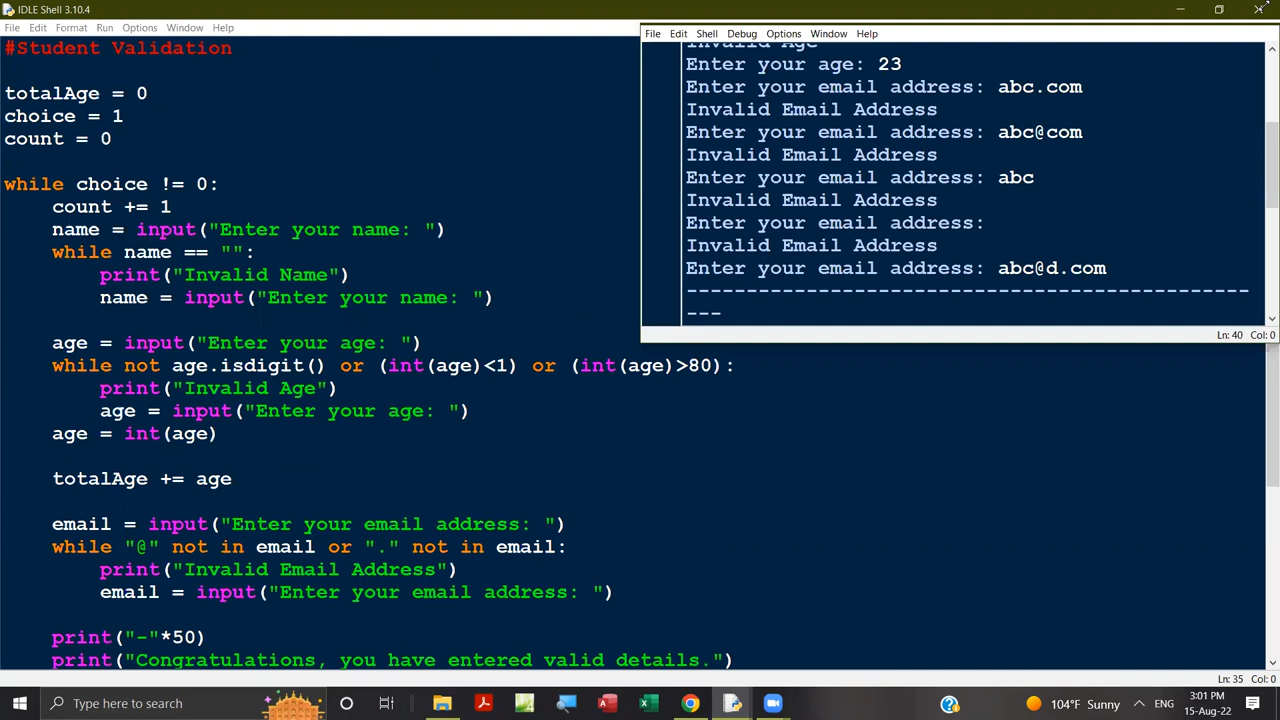 IDLE Shell 3.10.4
File Edit Format Run Options Window Help
#Student Validation
totalAge = 0
choice = 1
count = 0
while choice != 0:
count += 1
name = input("Enter your name: ")
while name == "":
print("Invalid Name")
name = input("Enter your name: ")
age = input("Enter your age: ")
while not age.isdigit() or (int(age)<1) or (int(age)>80):
print("Invalid Age")
age = input("Enter your age: ")
age = int(age)
totalAge += age
email = input("Enter your email address: ")
while "@" not in email or "." not in email:
print("Invalid Email Address")
email = input("Enter your email address: ")
print("-"*50)
print("Congratulations, you have entered valid details.")
Ln: 35 Col: 0
File Edit Shell Debug Options Window Help
Invalid Age
Enter your age: 23
Enter your email address: abc.com
Invalid Email Address
Enter your email address: abc@com
Invalid Email Address
Enter your email address: abc
Invalid Email Address
Enter your email address:
Invalid Email Address
Enter your email address: abc@d.com
-----------------------------------------------
---
Ln: 40 Col: 0
Type here to search
104°F Sunny
ENG
3:01 PM
15-Aug-22